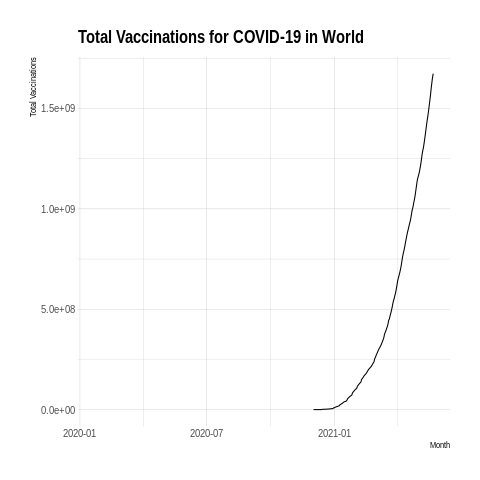 Total Vaccinations for COVID-19 in World
Total Vaccinations
1.5e+09
1.0e+09
5.0e+08
0.0e+00
2020-01 2020-07 2021-01
Month